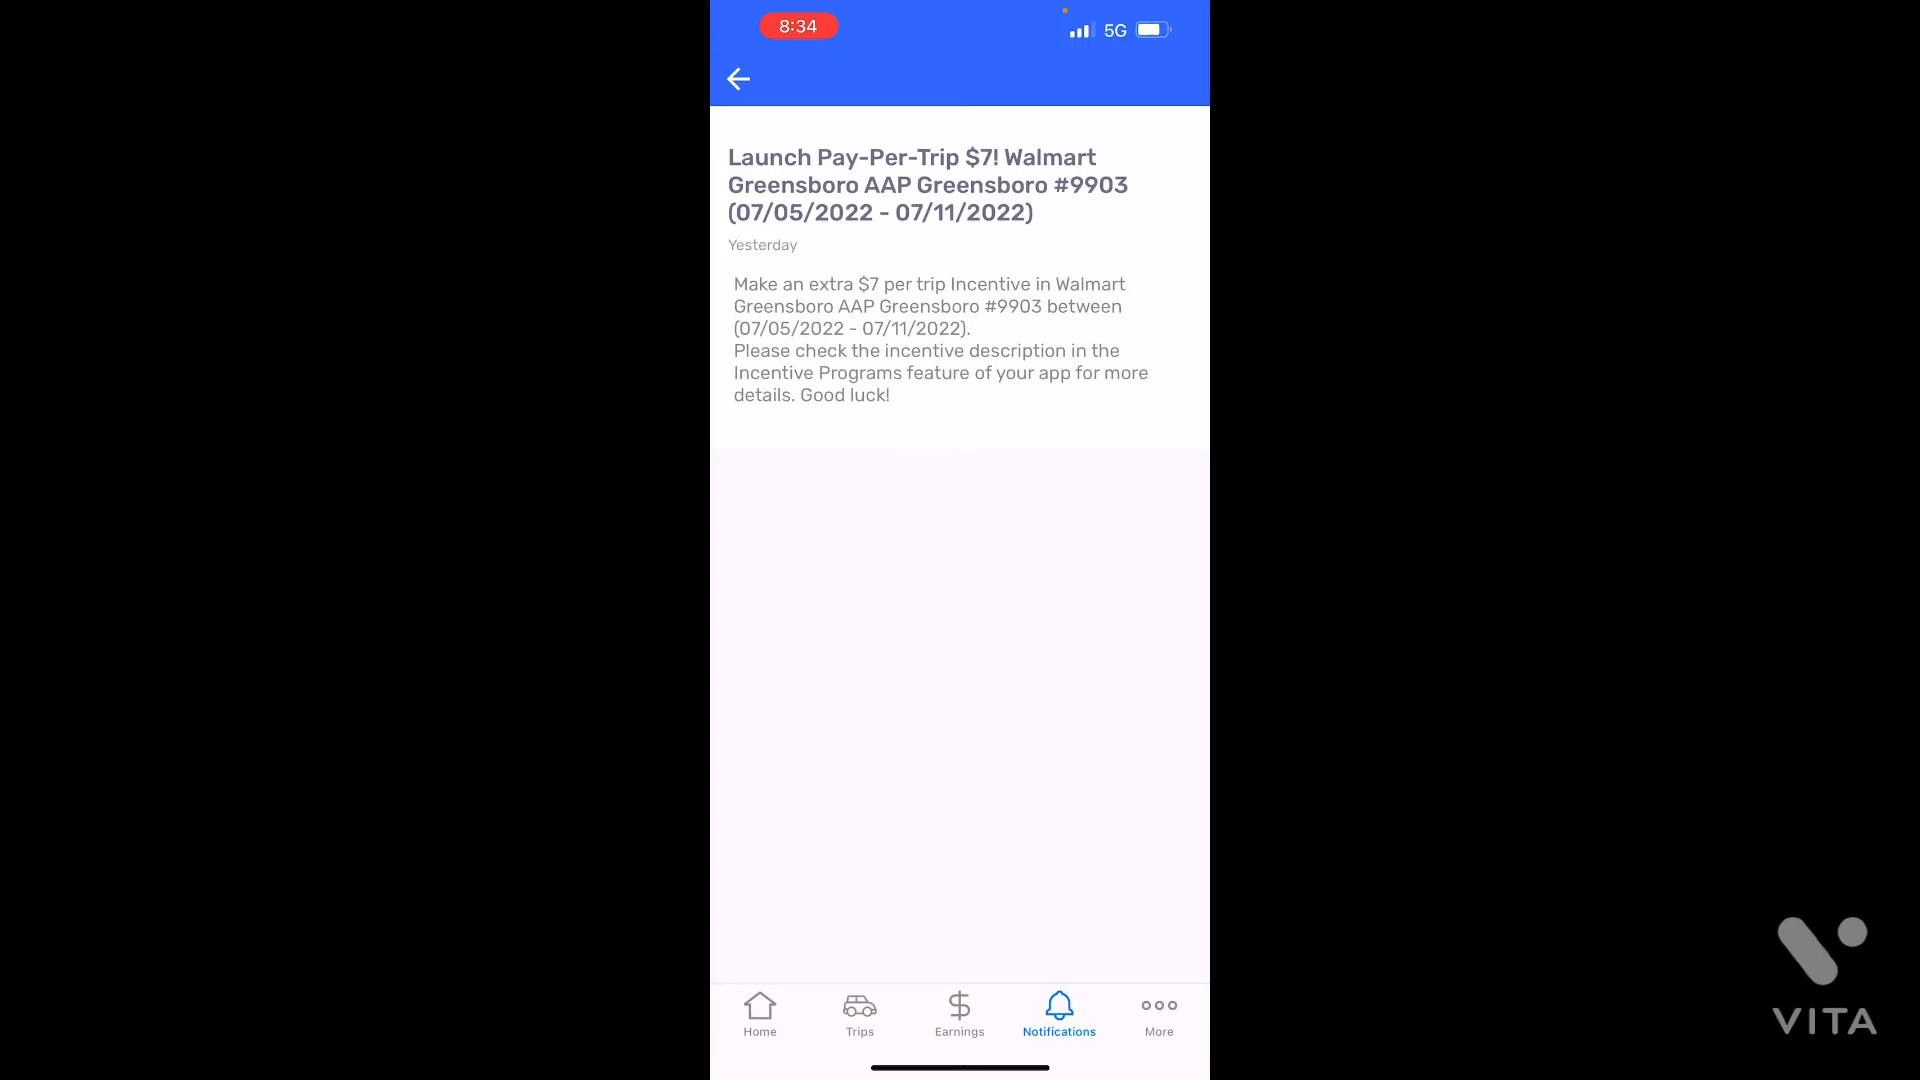 8:34
5G
Launch Pay-Per-Trip $7! Walmart
Greensboro AAP Greensboro #9903
(07/05/2022 - 07/11/2022)
Yesterday
Make an extra $7 per trip Incentive in Walmart
Greensboro AAP Greensboro #9903 between
(07/05/2022 - 07/11/2022).
Please check the incentive description in the
Incentive Programs feature of your app for more
details. Good luck!
Home
Trips
Earnings
Notifications
More
VITA